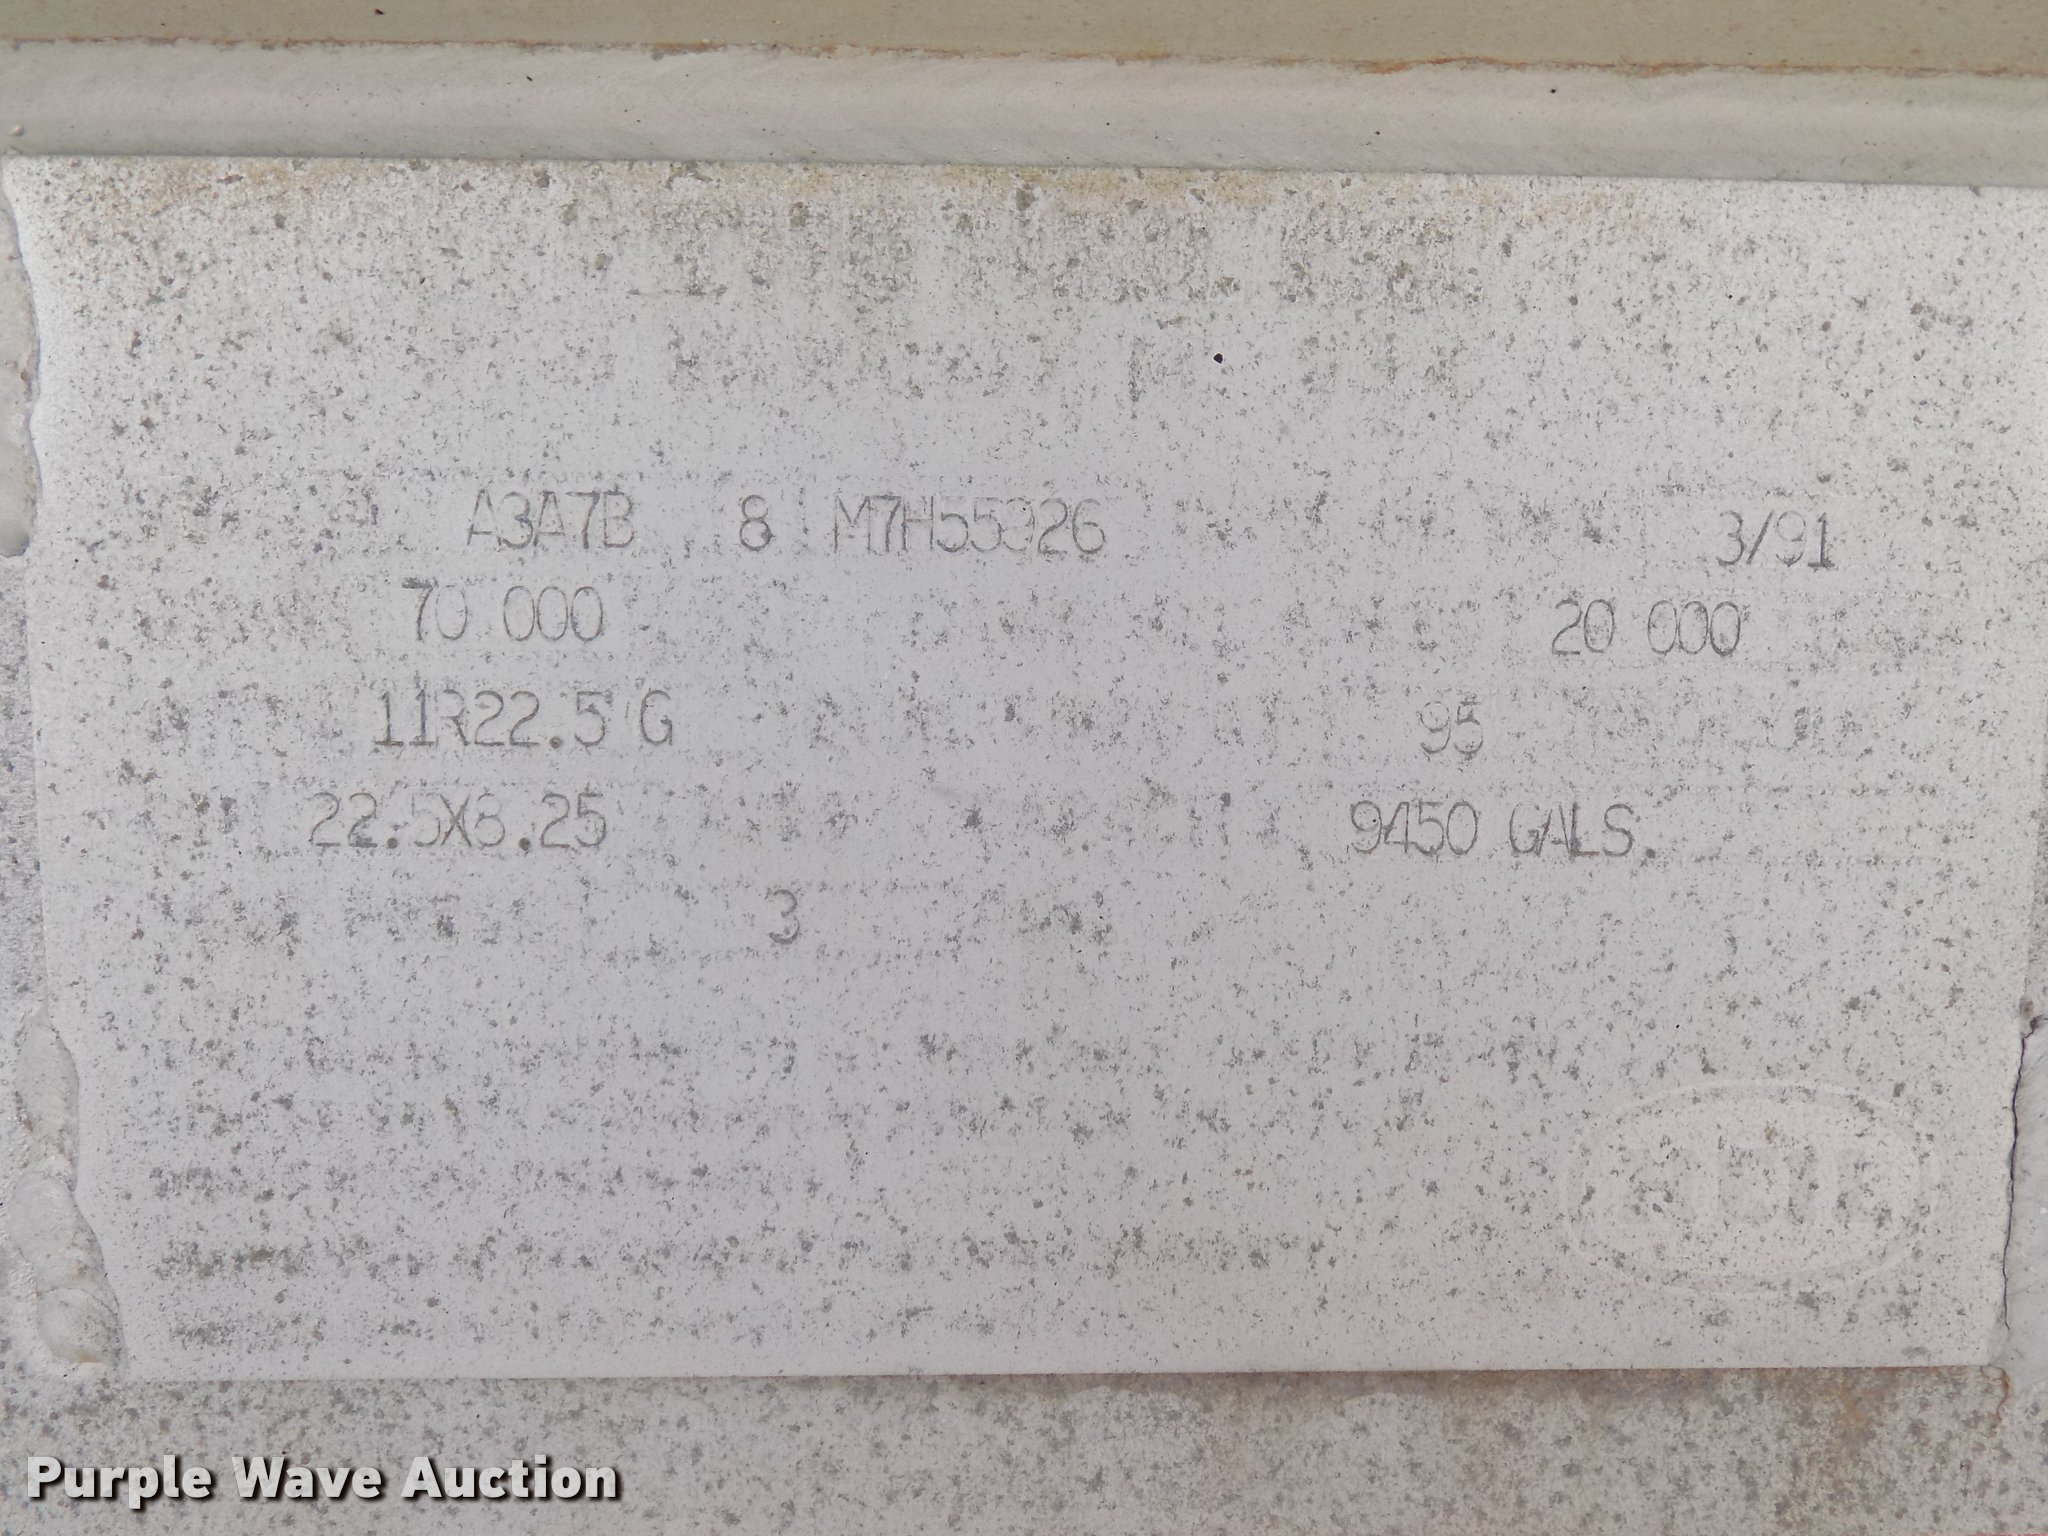 A3A7B 8 M7H55926 3/91
70 000 20 000
11R22.5 G 95
22.5X8.25 9450 GALS.
3
Purple Wave Auction